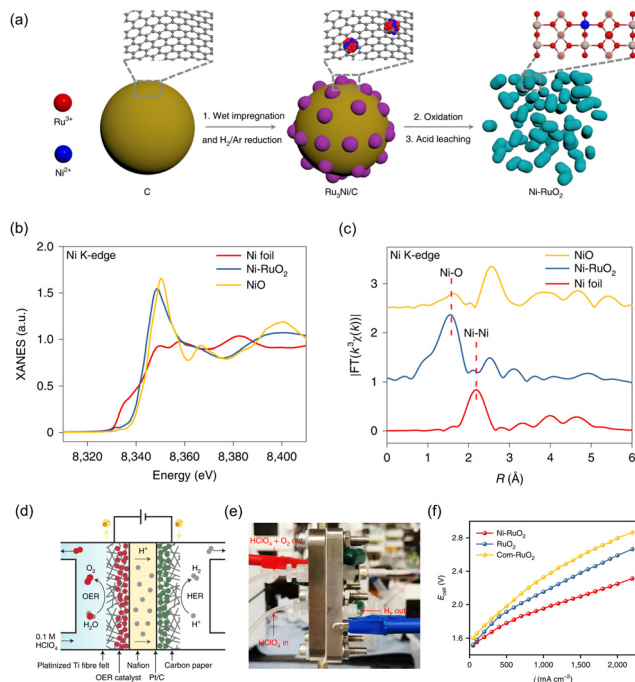 (a)
Ru³⁺
Ni²⁺
C
1. Wet impregnation
and H₂/Ar reduction
Ru₃Ni/C
2. Oxidation
3. Acid leaching
Ni-RuO₂
(b)
Ni K-edge
Ni foil
Ni-RuO₂
NiO
XANES (a.u.)
2.0
1.5
1.0
0.5
0
8,320
8,340
8,360
8,380
8,400
Energy (eV)
(c)
Ni K-edge
NiO
Ni-RuO₂
Ni foil
Ni-O
Ni-Ni
|FT(k³χ(k))|
3
2
1
0
0
1
2
3
4
5
6
R (Å)
(d)
e⁻
e⁻
H⁺
O₂
OER
H₂O
H₂
HER
H⁺
0.1 M
HClO₄
Platinized Ti fibre felt
Nafion
Carbon paper
OER catalyst
Pt/C
(e)
HClO₄ + O₂ out
H₂ out
HClO₄ in
(f)
Ni-RuO₂
RuO₂
Com-RuO₂
E cell (V)
2.8
2.4
2.0
1.6
0
500
1,000
1,500
2,000
j (mA cm⁻²)